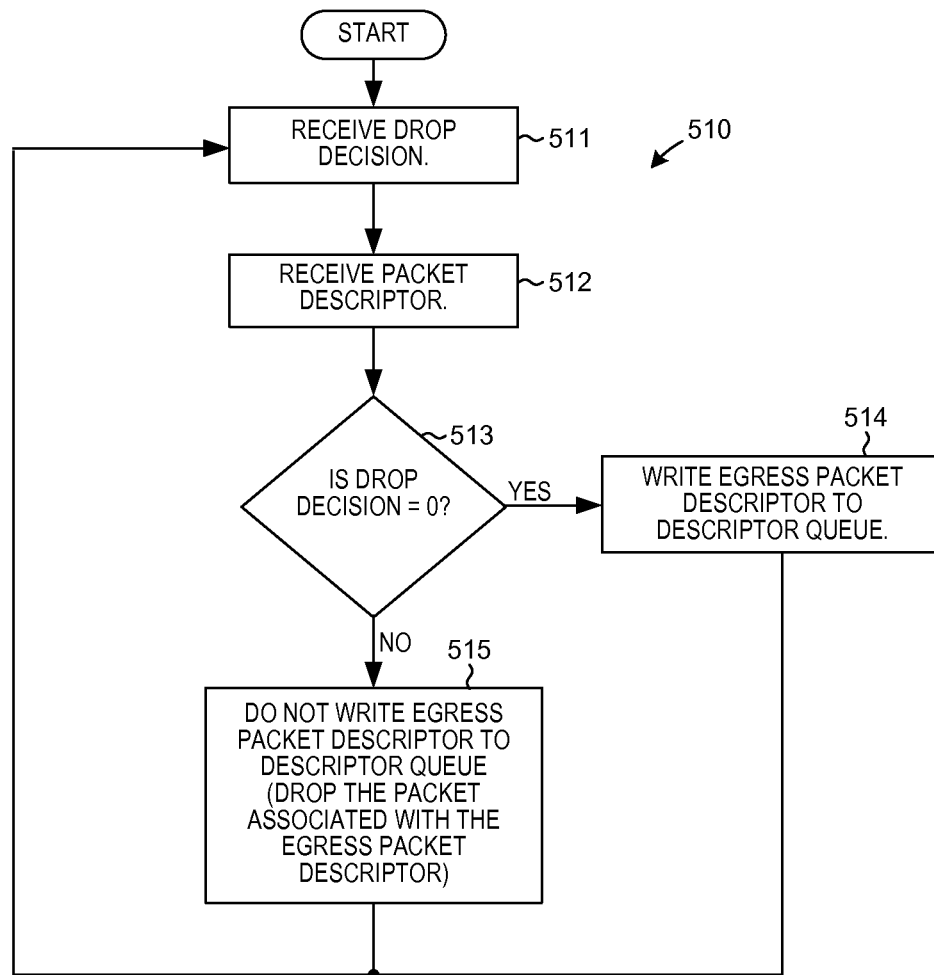 START
RECEIVE DROP
DECISION.
511
510
RECEIVE PACKET
DESCRIPTOR.
512
513
IS DROP
DECISION = 0?
YES
514
WRITE EGRESS PACKET
DESCRIPTOR TO
DESCRIPTOR QUEUE.
NO
515
DO NOT WRITE EGRESS
PACKET DESCRIPTOR TO
DESCRIPTOR QUEUE
(DROP THE PACKET
ASSOCIATED WITH THE
EGRESS PACKET
DESCRIPTOR)